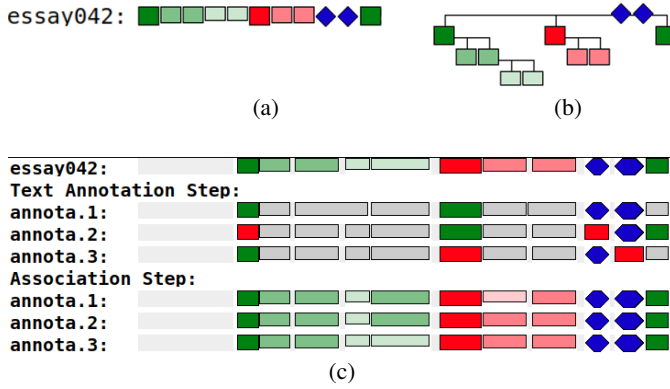 essay042:
(a)
(b)
essay042:
Text Annotation Step:
annota.1:
annota.2:
annota.3:
Association Step:
annota.1:
annota.2:
annota.3:
(c)